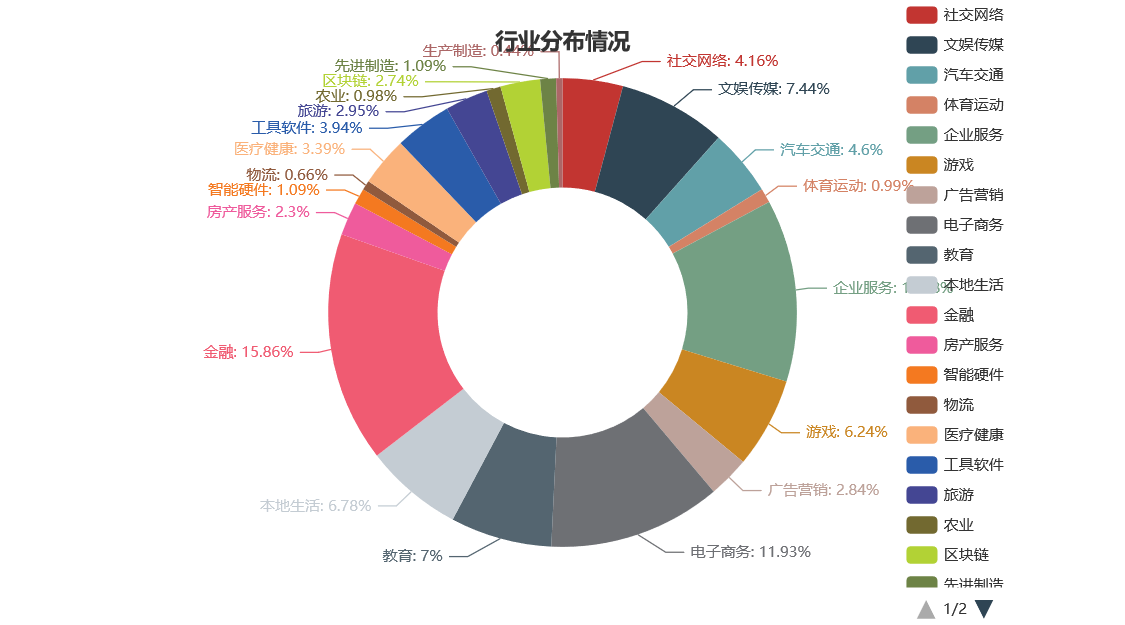 行业分布情况
生产制造: 0.44%
先进制造: 1.09%
区块链: 2.74%
农业: 0.98%
旅游: 2.95%
工具软件: 3.94%
医疗健康: 3.39%
物流: 0.66%
智能硬件: 1.09%
房产服务: 2.3%
金融: 15.86%
本地生活: 6.78%
教育: 7%
社交网络: 4.16%
文娱传媒: 7.44%
汽车交通: 4.6%
体育运动: 0.99%
企业服务:
游戏: 6.24%
广告营销: 2.84%
电子商务: 11.93%
社交网络
文娱传媒
汽车交通
体育运动
企业服务
游戏
广告营销
电子商务
教育
本地生活
金融
房产服务
智能硬件
物流
医疗健康
工具软件
旅游
农业
区块链
先进制造
1/2